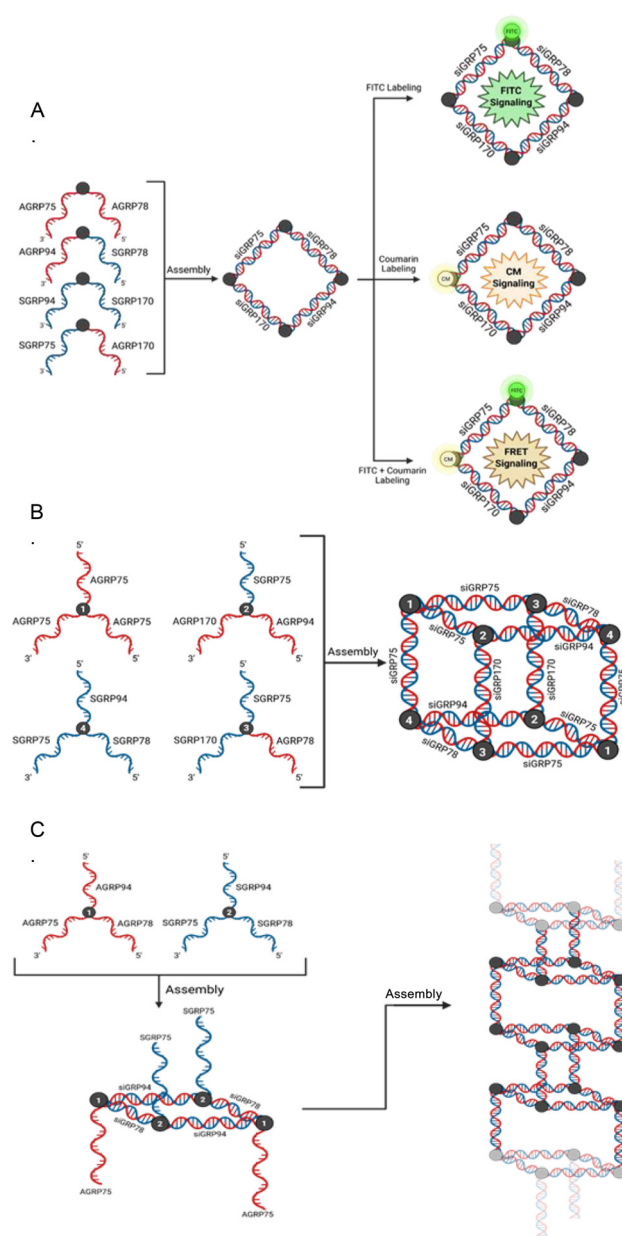 A
.
FITC
siGRP75
siGRP78
FITC
Signaling
siGRP170
siGRP94
FITC Labeling
AGRP75
AGRP78
3'
5'
AGRP94
SGRP78
3'
5'
SGRP94
SGRP170
3'
5'
SGRP75
AGRP170
3'
5'
Assembly
siGRP75
siGRP78
siGRP170
siGRP94
Coumarin
Labeling
siGRP75
siGRP78
CM
CM
Signaling
siGRP170
siGRP94
FITC
siGRP75
siGRP78
CM
FRET
Signaling
siGRP170
siGRP94
FITC + Coumarin
Labeling
B
.
5'
AGRP75
1
AGRP75
AGRP75
3'
5'
5'
SGRP75
2
AGRP170
AGRP94
3'
5'
5'
SGRP94
4
SGRP75
SGRP78
3'
5'
5'
SGRP75
3
SGRP170
AGRP78
3'
5'
Assembly
siGRP75
1
3
siGRP78
siGRP75
2
4
siGRP94
siGRP75
siGRP170
siGRP170
siGRP75
siGRP94
4
2
siGRP75
siGRP78
3
1
siGRP75
C
.
5'
AGRP94
1
AGRP75
AGRP78
3'
5'
5'
SGRP94
2
SGRP75
SGRP78
3'
5'
Assembly
Assembly
SGRP75
SGRP75
siGRP94
1
2
siGRP78
siGRP78
2
1
siGRP94
AGRP75
AGRP75